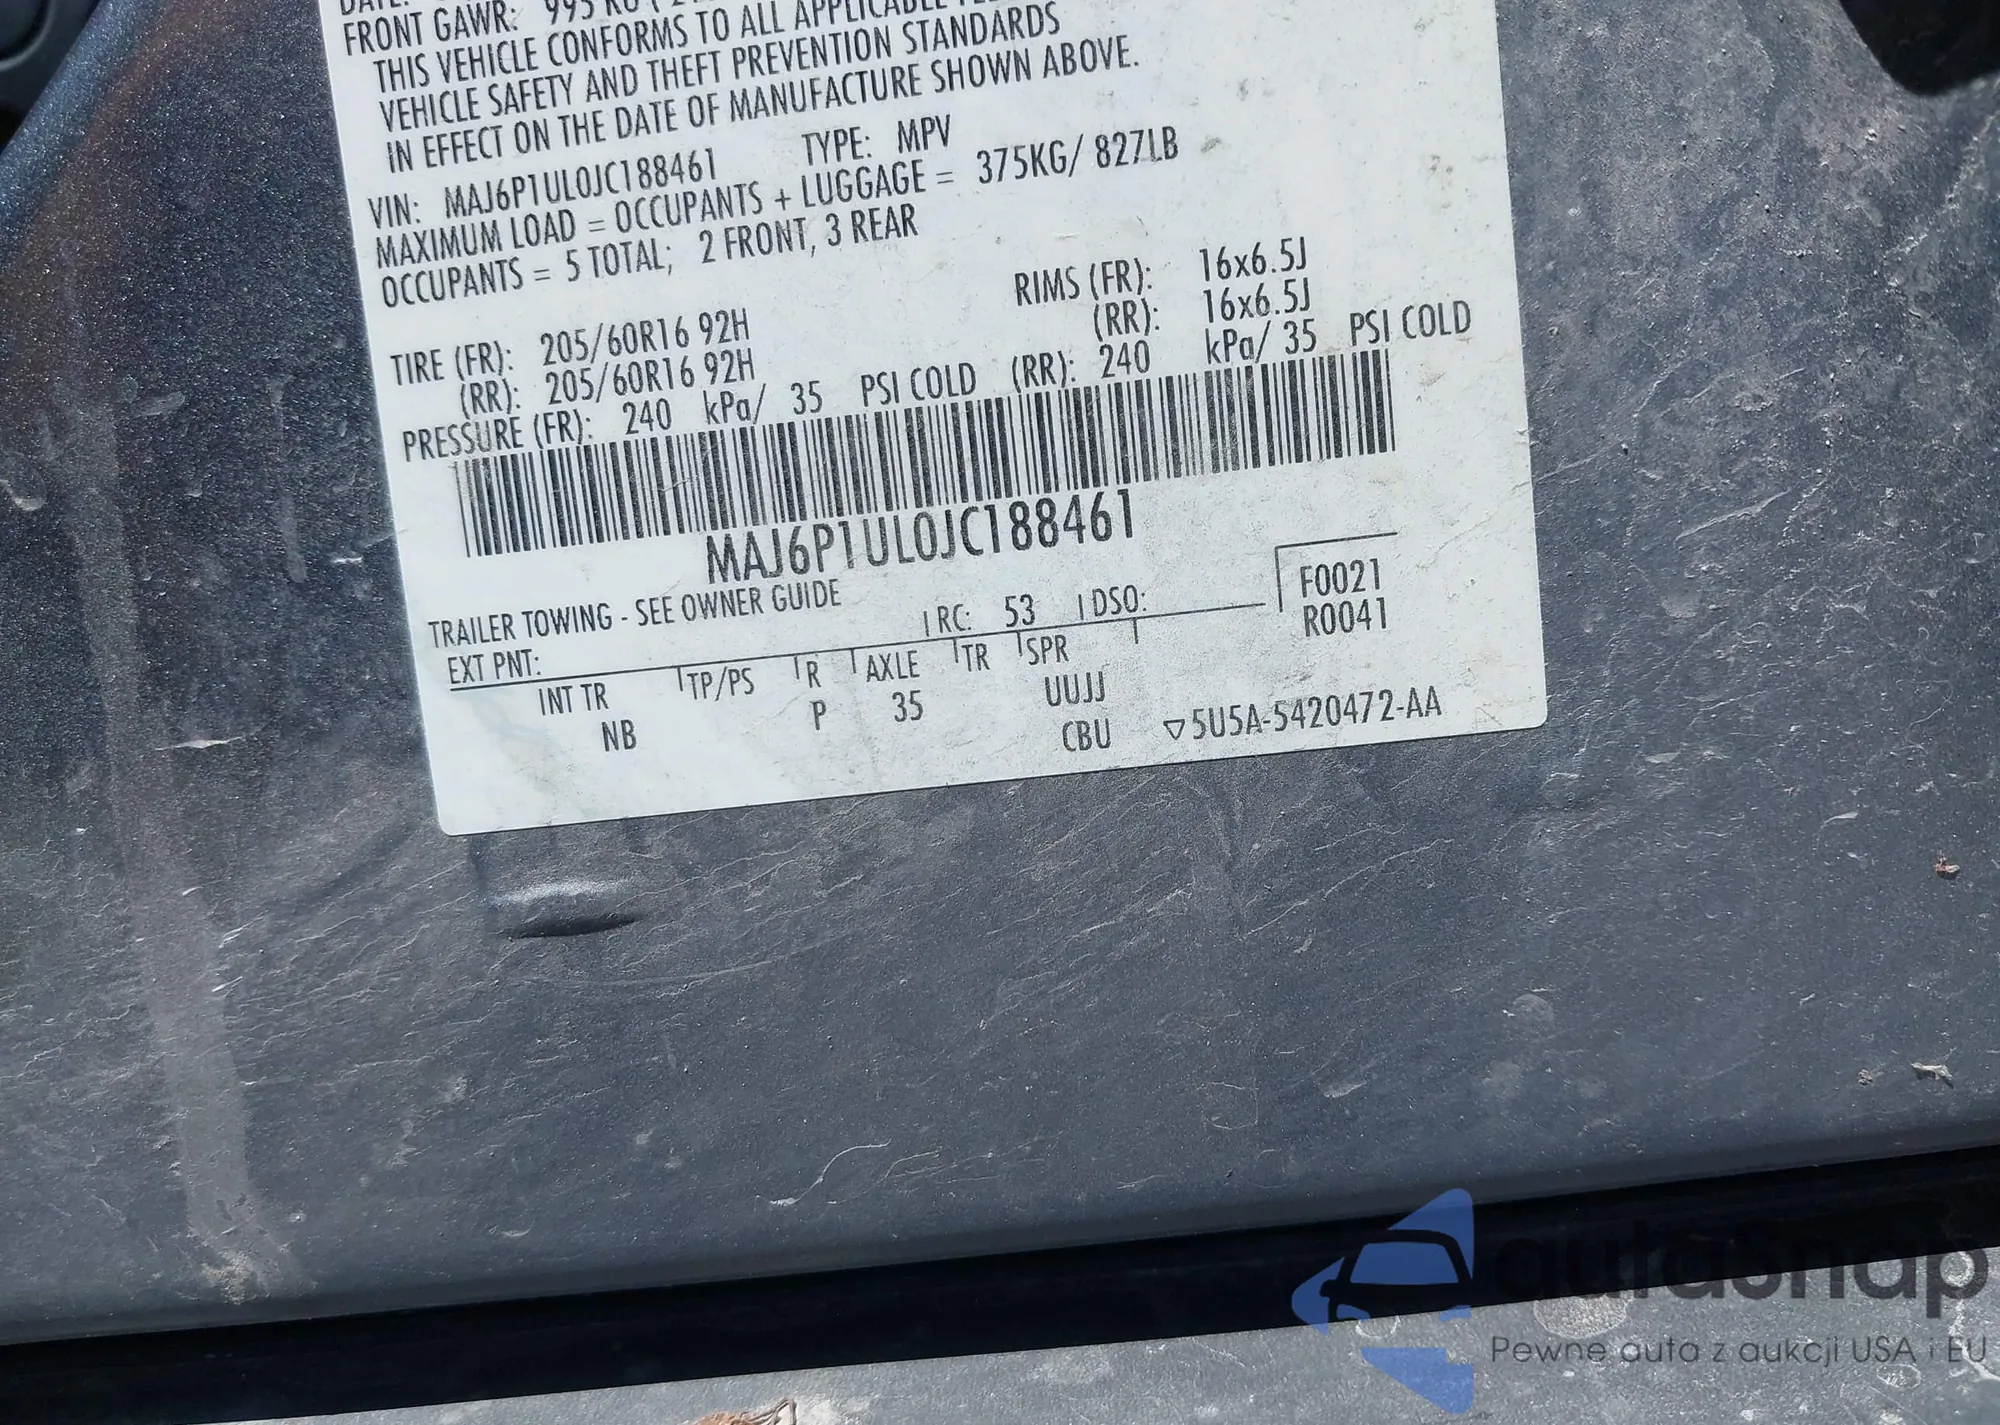 DATE:
FRONT GAWR: 995 KG
THIS VEHICLE CONFORMS TO ALL APPLICABLE
VEHICLE SAFETY AND THEFT PREVENTION STANDARDS
IN EFFECT ON THE DATE OF MANUFACTURE SHOWN ABOVE.
VIN: MAJ6P1UL0JC188461 TYPE: MPV
MAXIMUM LOAD = OCCUPANTS + LUGGAGE = 375KG/ 827LB
OCCUPANTS = 5 TOTAL; 2 FRONT, 3 REAR
TIRE (FR): 205/60R16 92H RIMS (FR): 16x6.5J
(RR): 205/60R16 92H (RR): 16x6.5J
PRESSURE (FR): 240 kPa/ 35 PSI COLD (RR): 240 kPa/ 35 PSI COLD
MAJ6P1UL0JC188461
TRAILER TOWING - SEE OWNER GUIDE
F0021
EXT PNT: RC: 53 DSO: R0041
INT TR TP/PS R AXLE TR SPR
NB P 35 UUJJ
CBU ▽5U5A-5420472-AA
autosnap
Pewne auta z aukcji USA i EU